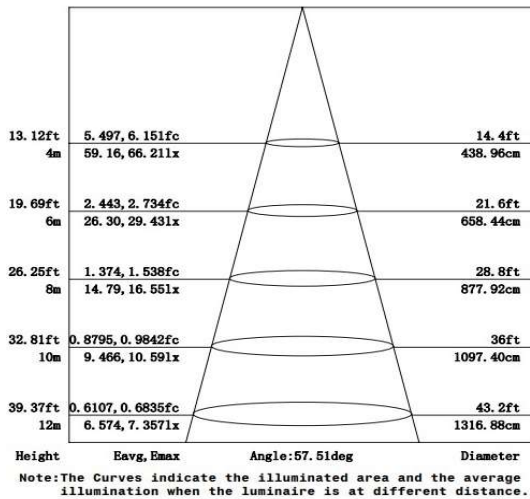 13.12ft 5.497,6.151fc 14.4ft
4m 59.16,66.21lx 438.96cm
19.69ft 2.443,2.734fc 21.6ft
6m 26.30,29.43lx 658.44cm
26.25ft 1.374,1.538fc 28.8ft
8m 14.79,16.55lx 877.92cm
32.81ft 0.8795,0.9842fc 36ft
10m 9.466,10.59lx 1097.40cm
39.37ft 0.6107,0.6835fc 43.2ft
12m 6.574,7.357lx 1316.88cm
Height Eavg,Emax Angle:57.51deg Diameter
Note:The Curves indicate the illuminated area and the average
illumination when the luminaire is at different distance.